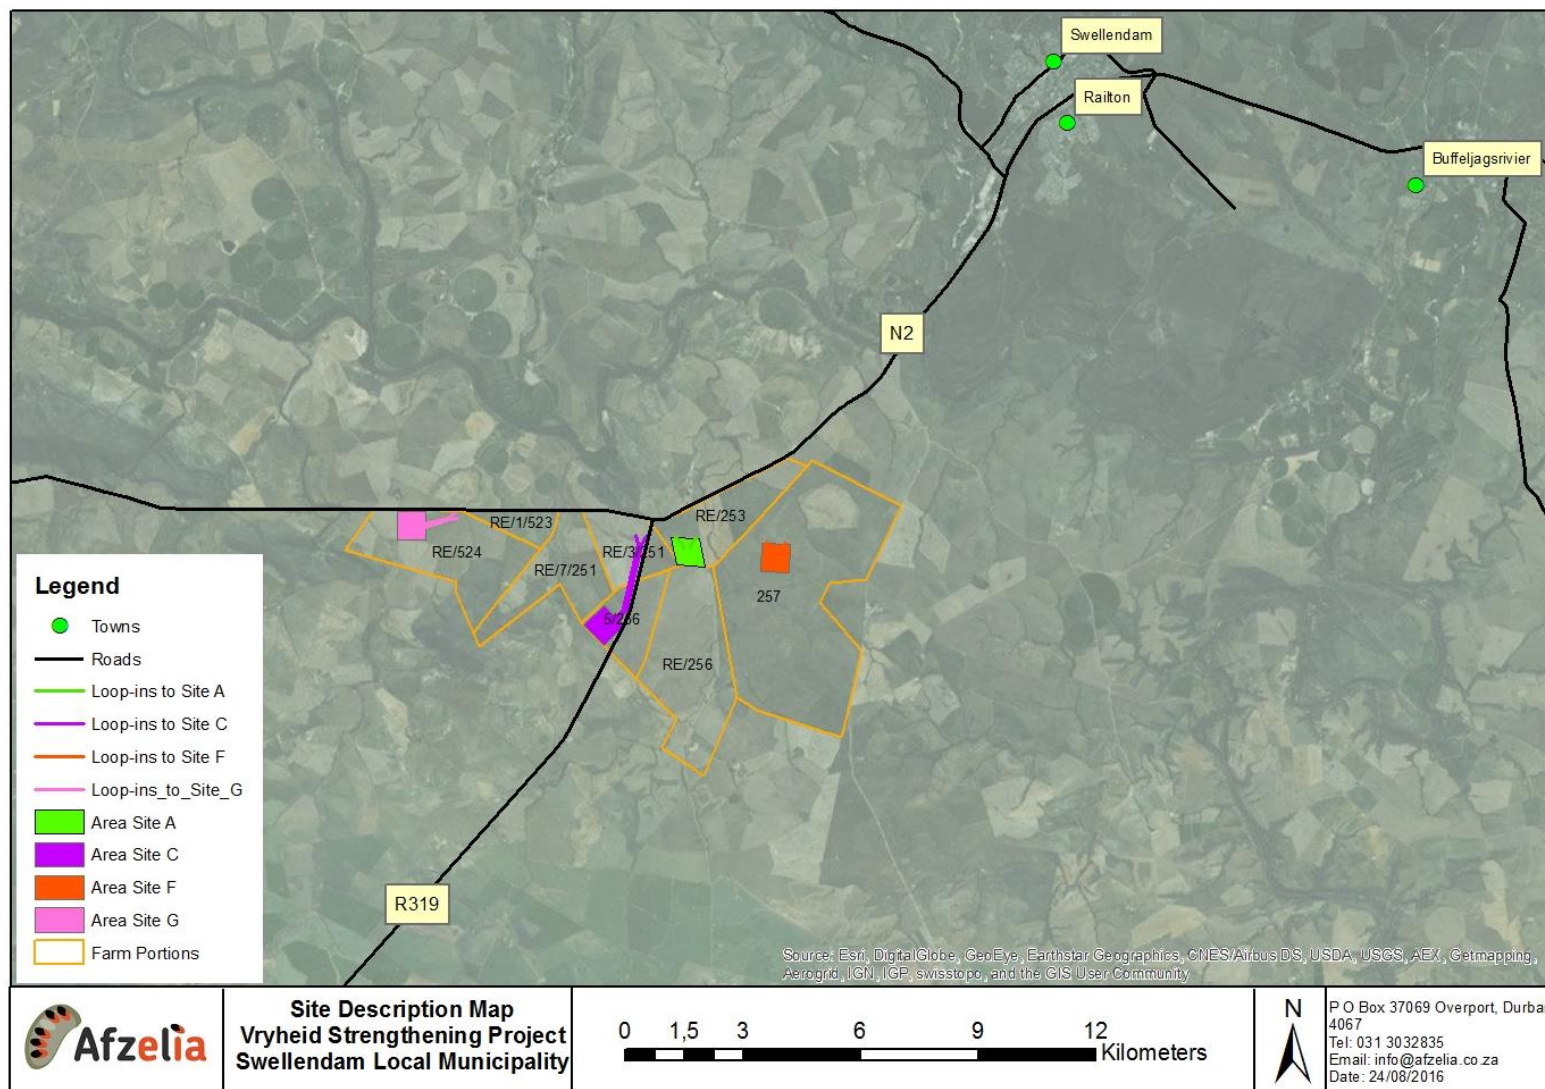 Swellendam
Railton
Buffeljagsrivier
N2
RE/253
RE/1/523
RE/524
RE/3/251
RE/7/251
257
5/256
RE/256
R319
Legend
Towns
Roads
Loop-ins to Site A
Loop-ins to Site C
Loop-ins to Site F
Loop-ins_to_Site_G
Area Site A
Area Site C
Area Site F
Area Site G
Farm Portions
Source: Esri, DigitalGlobe, GeoEye, Earthstar Geographics, CNES/Airbus DS, USDA, USGS, AEX, Getmapping,
Aerogrid, IGN, IGP, swisstopo, and the GIS User Community
Afzelia
Site Description Map
Vryheid Strengthening Project
Swellendam Local Municipality
0 1,5 3 6 9 12
Kilometers
N
P O Box 37069 Overport, Durba
4067
Tel: 031 3032835
Email: info@afzelia.co.za
Date: 24/08/2016